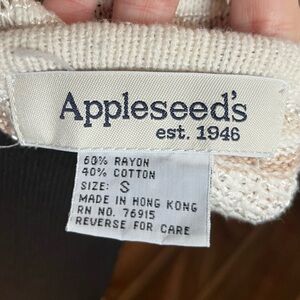 Appleseed's
est. 1946
60% RAYON
40% COTTON
SIZE: S
MADE IN HONG KONG
RN NO. 76915
REVERSE FOR CARE